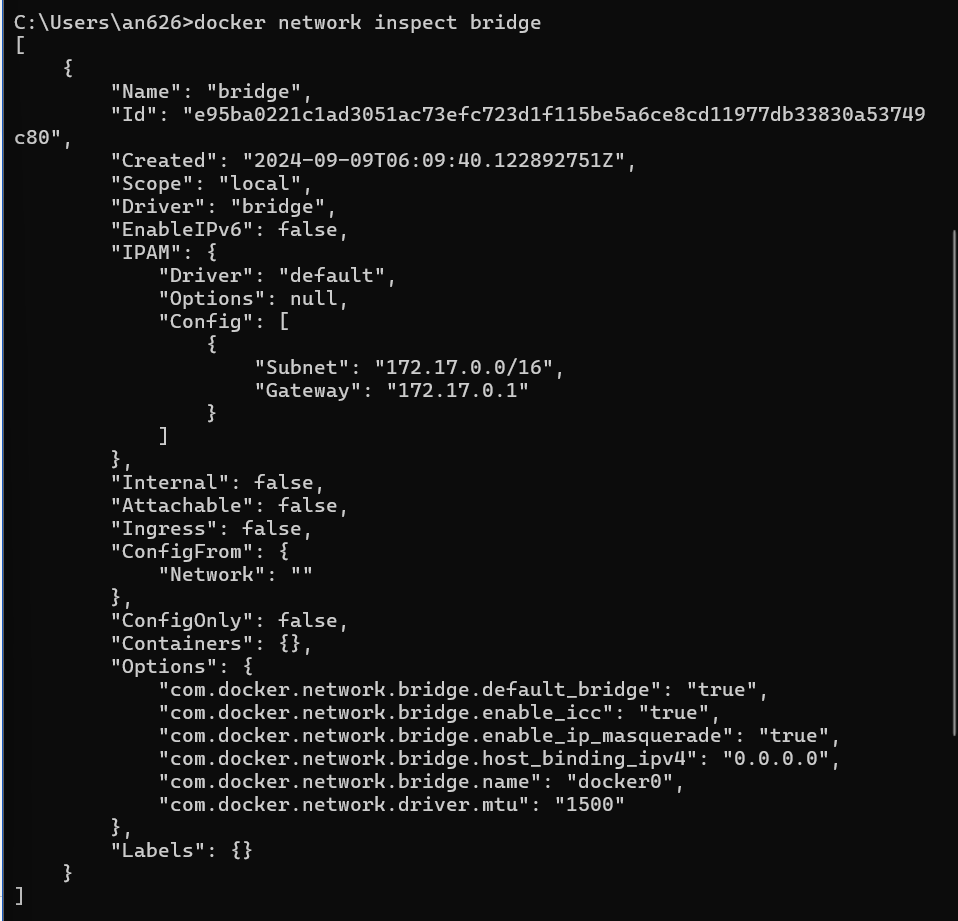 C:\Users\an626>docker network inspect bridge
[
    {
        "Name": "bridge",
        "Id": "e95ba0221c1ad3051ac73efc723d1f115be5a6ce8cd11977db33830a53749
c80",
        "Created": "2024-09-09T06:09:40.122892751Z",
        "Scope": "local",
        "Driver": "bridge",
        "EnableIPv6": false,
        "IPAM": {
            "Driver": "default",
            "Options": null,
            "Config": [
                {
                    "Subnet": "172.17.0.0/16",
                    "Gateway": "172.17.0.1"
                }
            ]
        },
        "Internal": false,
        "Attachable": false,
        "Ingress": false,
        "ConfigFrom": {
            "Network": ""
        },
        "ConfigOnly": false,
        "Containers": {},
        "Options": {
            "com.docker.network.bridge.default_bridge": "true",
            "com.docker.network.bridge.enable_icc": "true",
            "com.docker.network.bridge.enable_ip_masquerade": "true",
            "com.docker.network.bridge.host_binding_ipv4": "0.0.0.0",
            "com.docker.network.bridge.name": "docker0",
            "com.docker.network.driver.mtu": "1500"
        },
        "Labels": {}
    }
]